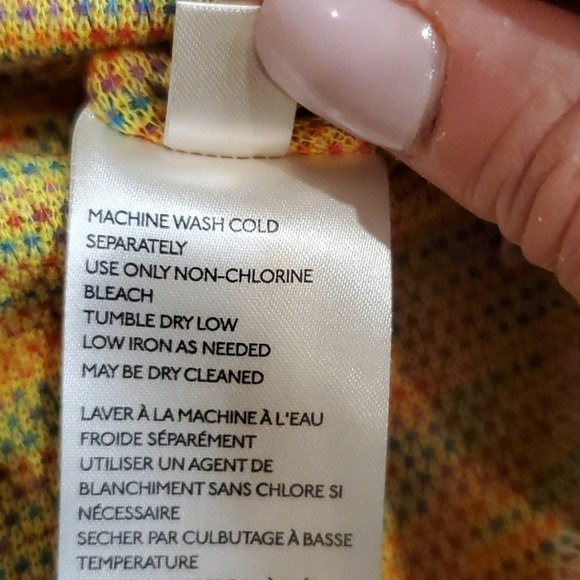 MACHINE WASH COLD
SEPARATELY
USE ONLY NON-CHLORINE
BLEACH
TUMBLE DRY LOW
LOW IRON AS NEEDED
MAY BE DRY CLEANED
LAVER À LA MACHINE À L'EAU
FROIDE SÉPARÉMENT
UTILISER UN AGENT DE
BLANCHIMENT SANS CHLORE SI
NÉCESSAIRE
SECHER PAR CULBUTAGE À BASSE
TEMPERATURE